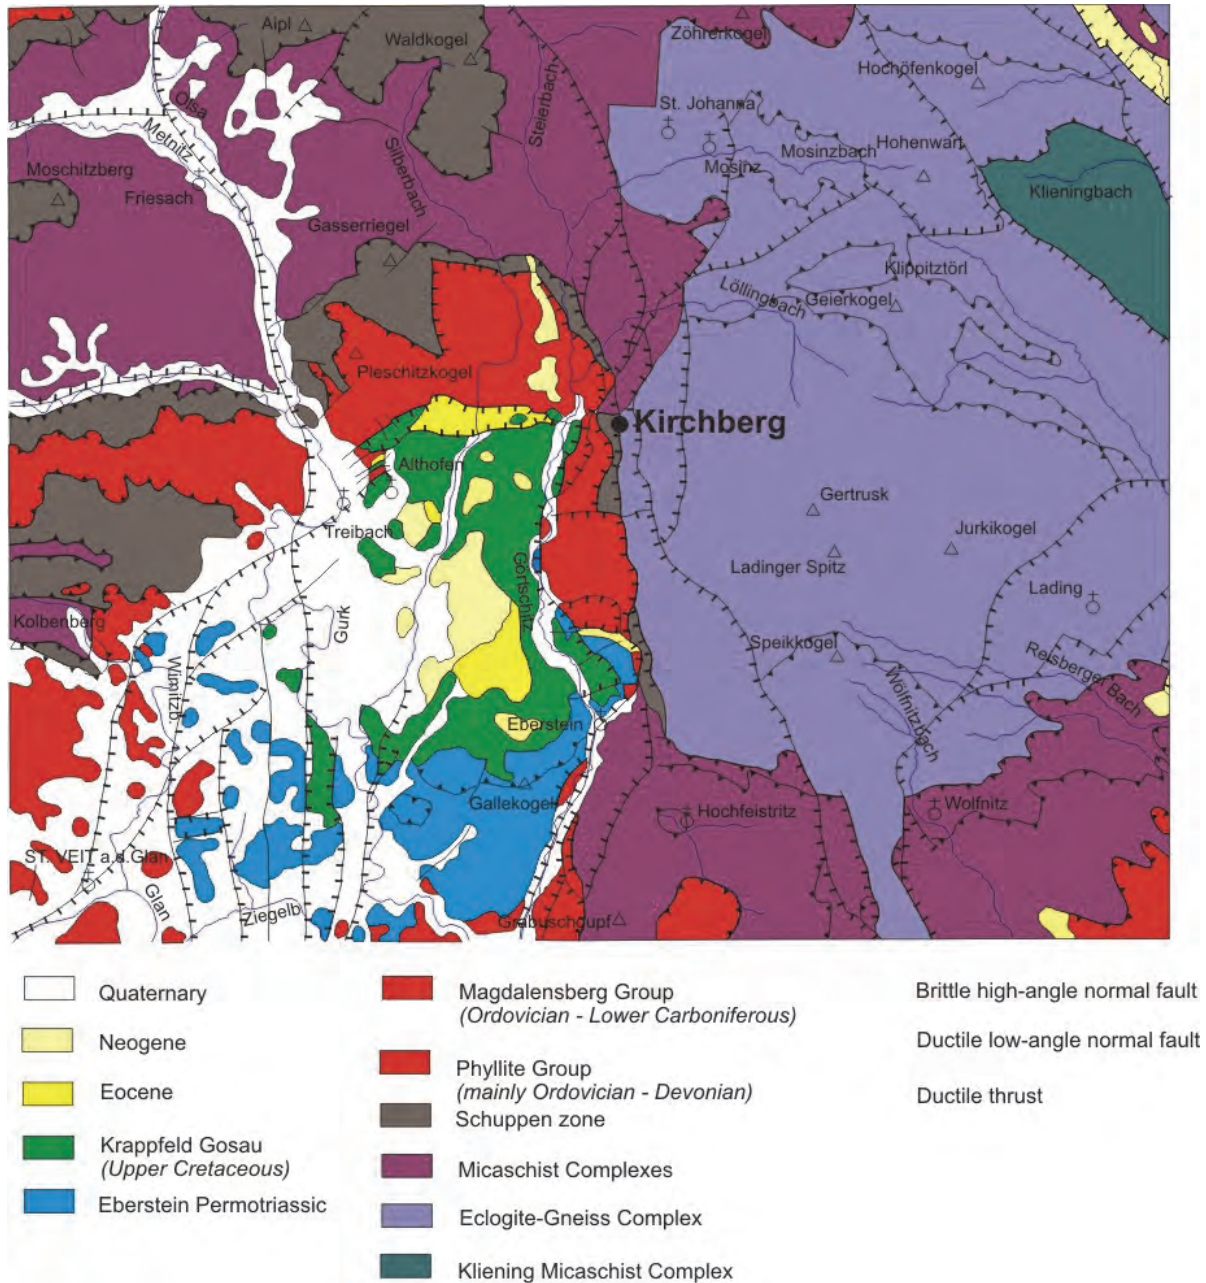 Aipl
Waldkogel
Zöhrerkogel
Hochöfenkogel
Olsa
Metnitz
Steierbach
St. Johanna
Mosinz
Mosinzbach
Hohenwart
Silberbach
Moschitzberg
Friesach
Klieningbach
Gasserriegel
Klippitztörl
Löllingbach
Geierkogel
Pleschitzkogel
Kirchberg
Althofen
Treibach
Gertrusk
Jurkikogel
Ladinger Spitz
Lading
Görtschitz
Gurk
Kolbenberg
Wimitzb.
Speikkogel
Reisberger Bach
Wölfnitzbach
Eberstein
Gallekogel
Hochfeistritz
Wolfnitz
ST. VEIT a.d.Glan
Glan
Ziegelb
Grabuschgupf
Quaternary
Neogene
Eocene
Krappfeld Gosau
(Upper Cretaceous)
Eberstein Permotriassic
Magdalensberg Group
(Ordovician - Lower Carboniferous)
Phyllite Group
(mainly Ordovician - Devonian)
Schuppen zone
Micaschist Complexes
Eclogite-Gneiss Complex
Kliening Micaschist Complex
Brittle high-angle normal fault
Ductile low-angle normal fault
Ductile thrust